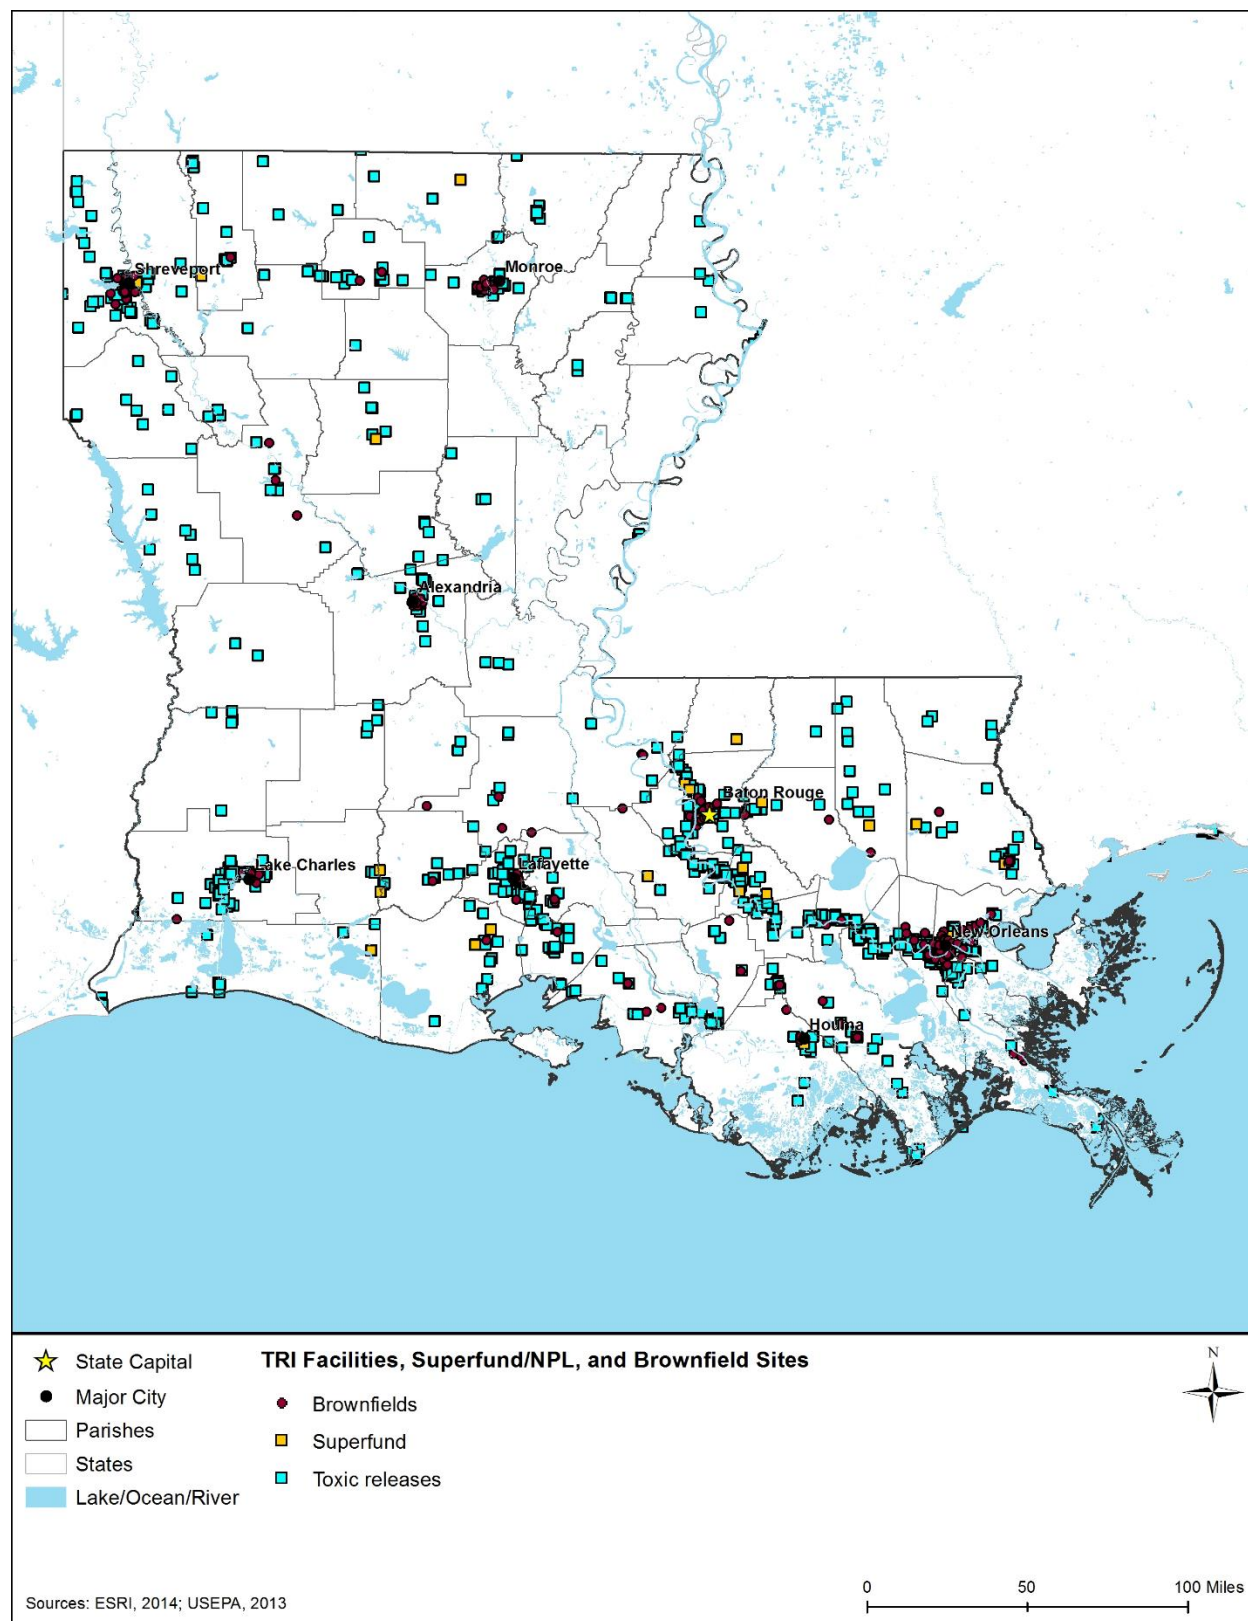 Shreveport
Monroe
Alexandria
Baton Rouge
Lake Charles
Lafayette
New Orleans
Houma
State Capital
Major City
Parishes
States
Lake/Ocean/River
TRI Facilities, Superfund/NPL, and Brownfield Sites
Brownfields
Superfund
Toxic releases
N
Sources: ESRI, 2014; USEPA, 2013
0 50 100 Miles